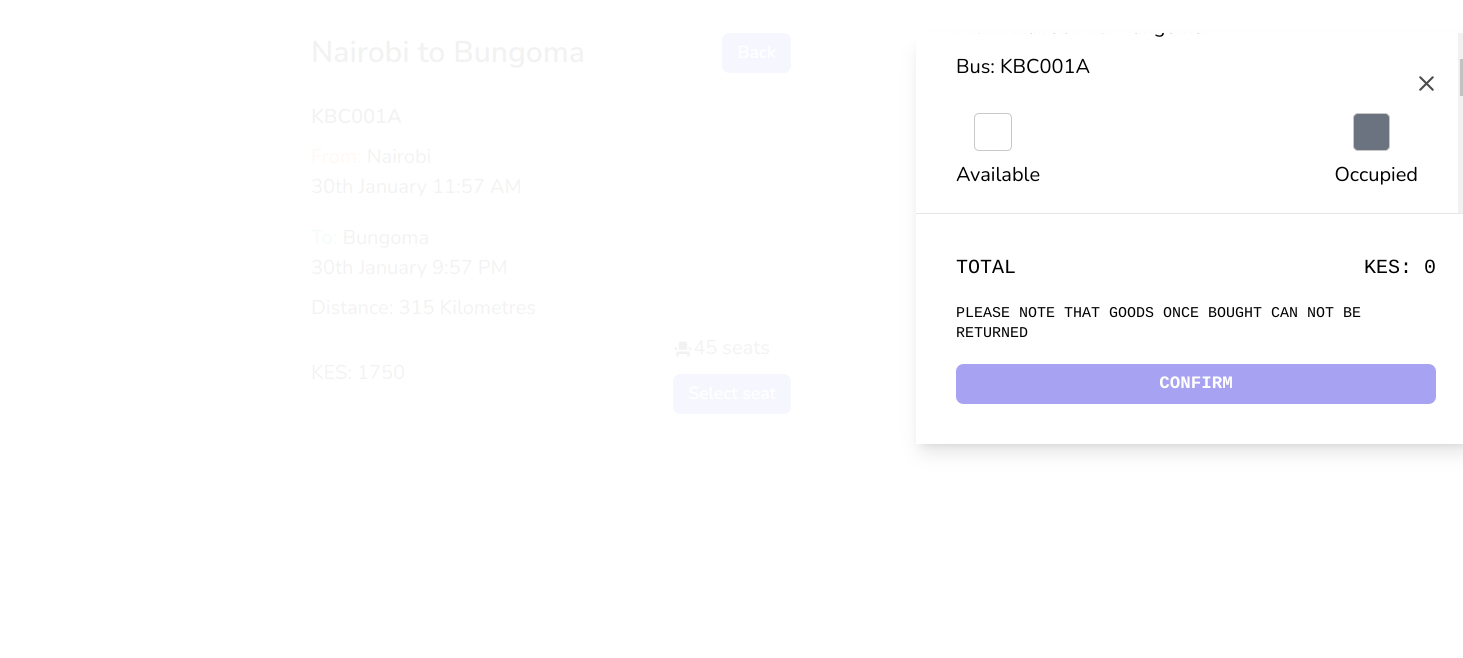 Nairobi to Bungoma
Back
KBC001A
From: Nairobi
30th January 11:57 AM
To: Bungoma
30th January 9:57 PM
Distance: 315 Kilometres
45 seats
KES: 1750
Select seat
Bus: KBC001A
Available
Occupied
TOTAL
KES: 0
PLEASE NOTE THAT GOODS ONCE BOUGHT CAN NOT BE
RETURNED
CONFIRM